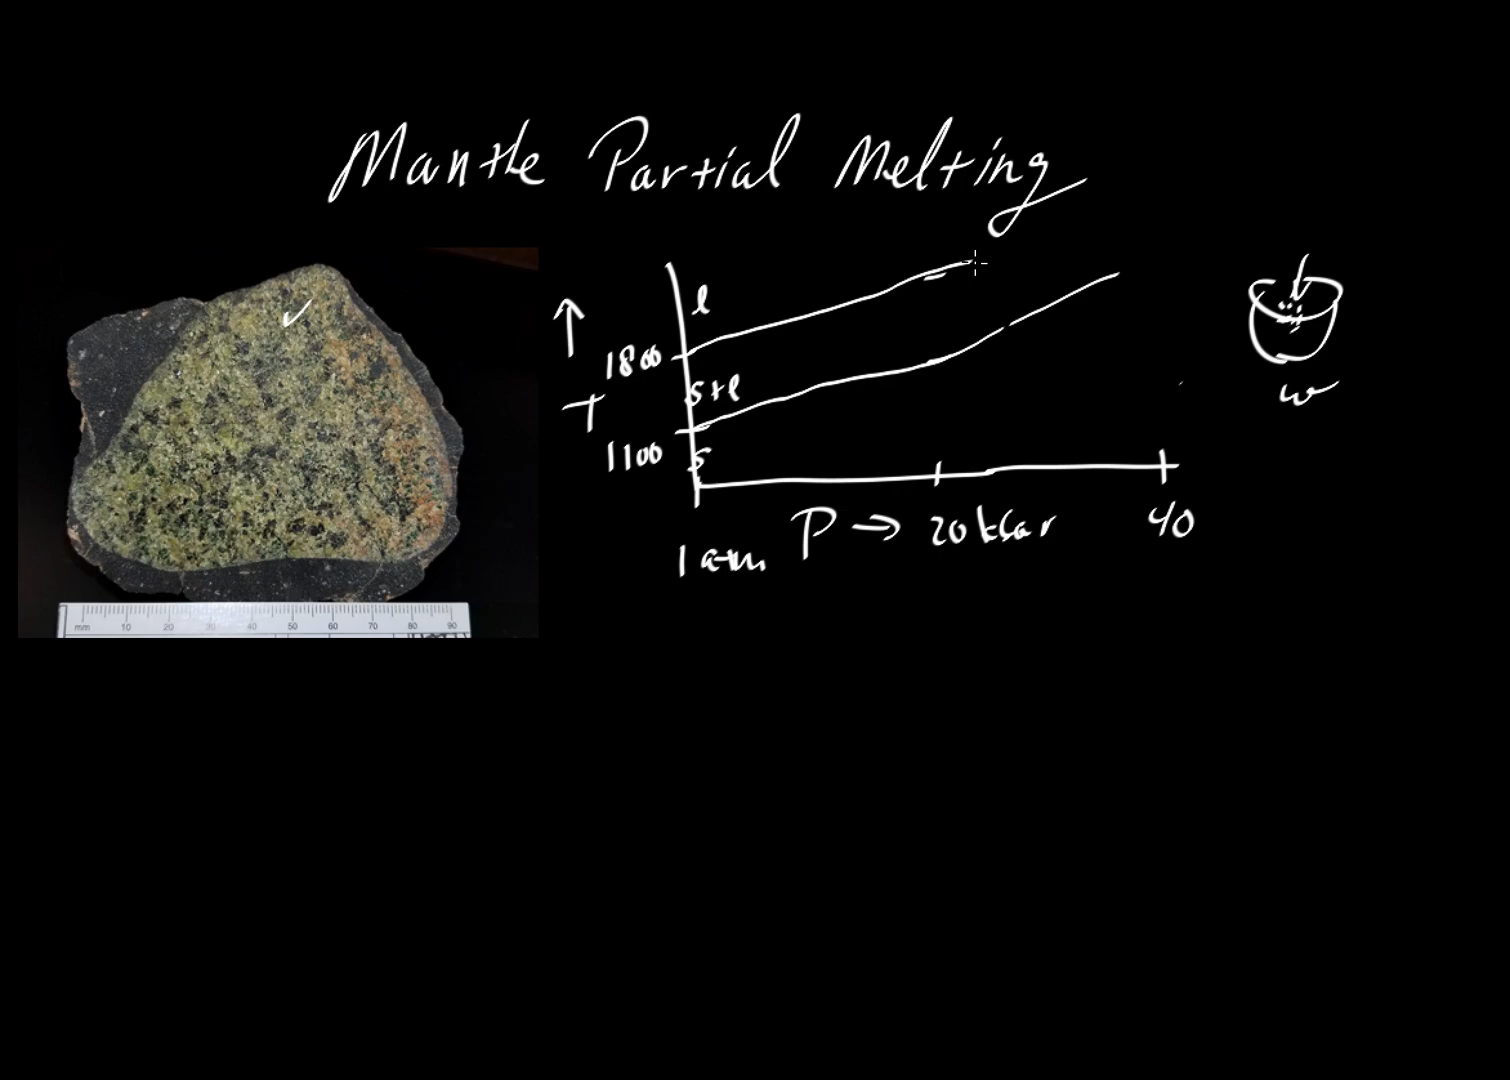 Mantle Partial Melting
l
1800
s+l
T
1100
s
P → 20 kbar
40
1 atm
w
mm 10 20 30 40 50 60 70 80 90